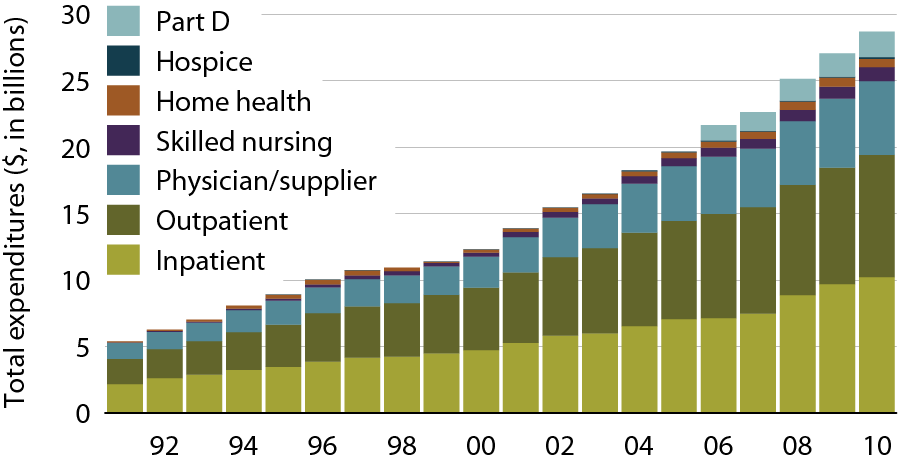 Total expenditures ($, in billions)
30
25
20
15
10
5
0
Part D
Hospice
Home health
Skilled nursing
Physician/supplier
Outpatient
Inpatient
92 94 96 98 00 02 04 06 08 10